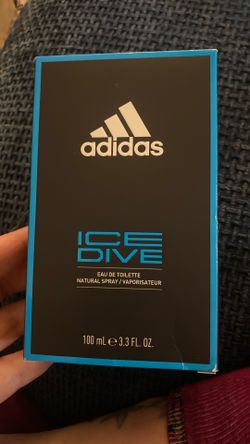 adidas
ICE
DIVE
EAU DE TOILETTE
NATURAL SPRAY / VAPORISATEUR
100 mL ℮ 3.3 FL. OZ.